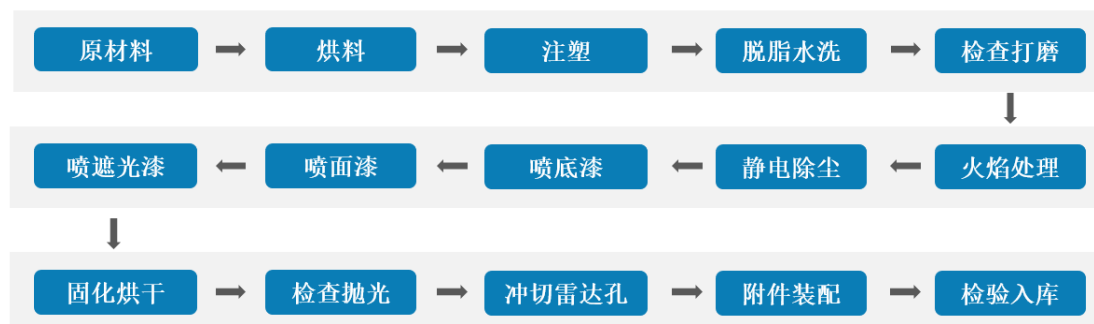 原材料
烘料
注塑
脱脂水洗
检查打磨
火焰处理
静电除尘
喷底漆
喷面漆
喷遮光漆
固化烘干
检查抛光
冲切雷达孔
附件装配
检验入库